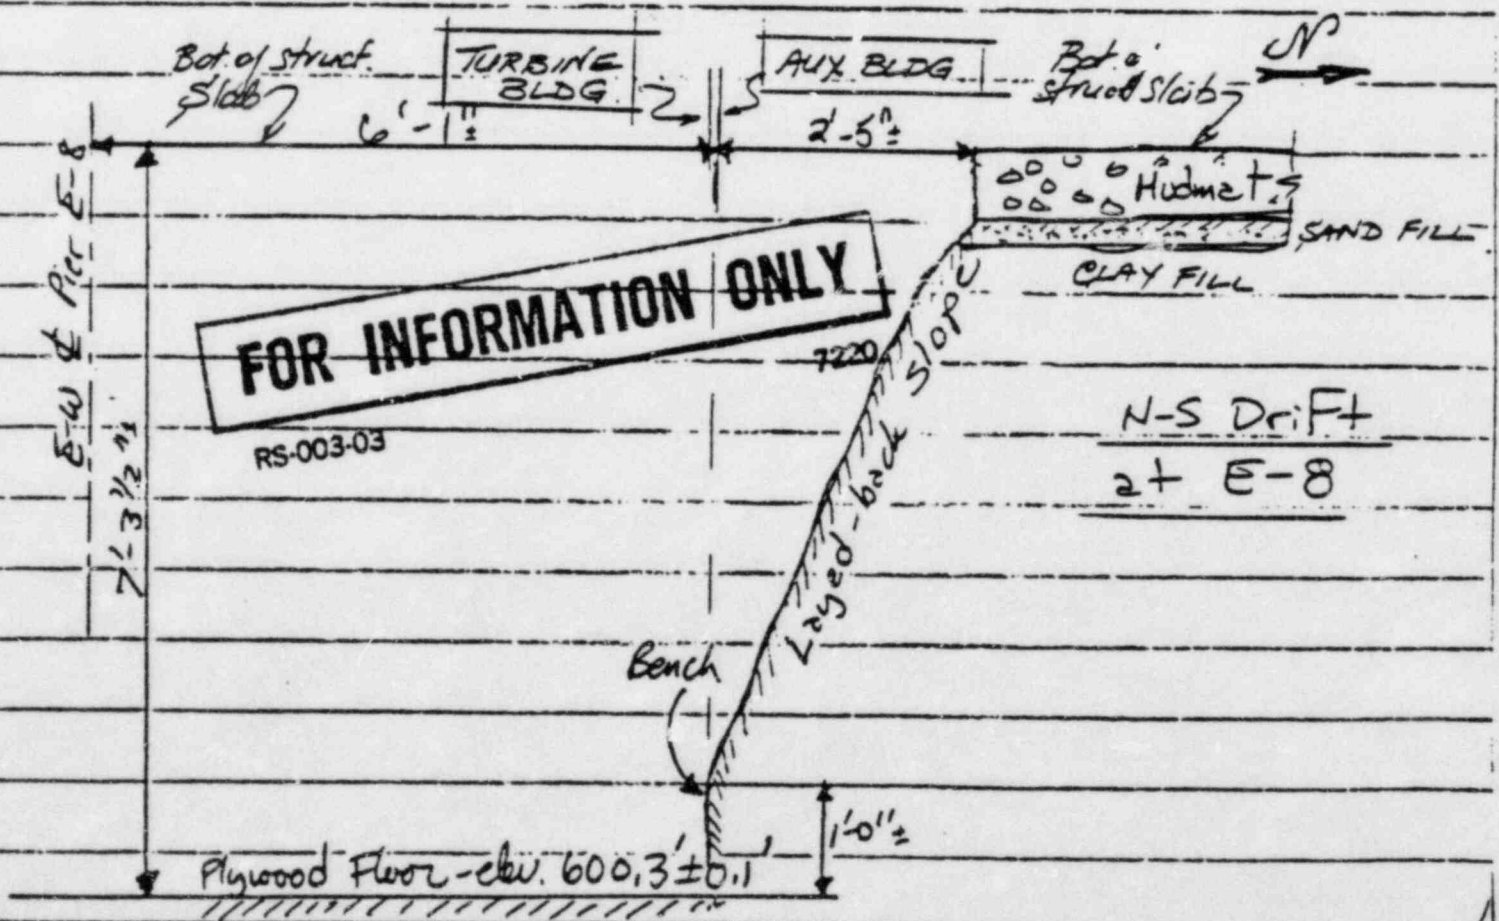 Bot. of struct.
Slab
TURBINE
BLDG.
AUX BLDG
Bot. o'
struct Slab
N
6'-1"±
2'-5"±
Hudmat
SAND FILL
CLAY FILL
E-W ₵ Pier E-8
7'-3 1/2"±
FOR INFORMATION ONLY
7220
RS-003-03
Layed-back Slope
N-S Drift
at E-8
Bench
1'-0"±
Plywood Floor-elev. 600.3'±0.1'